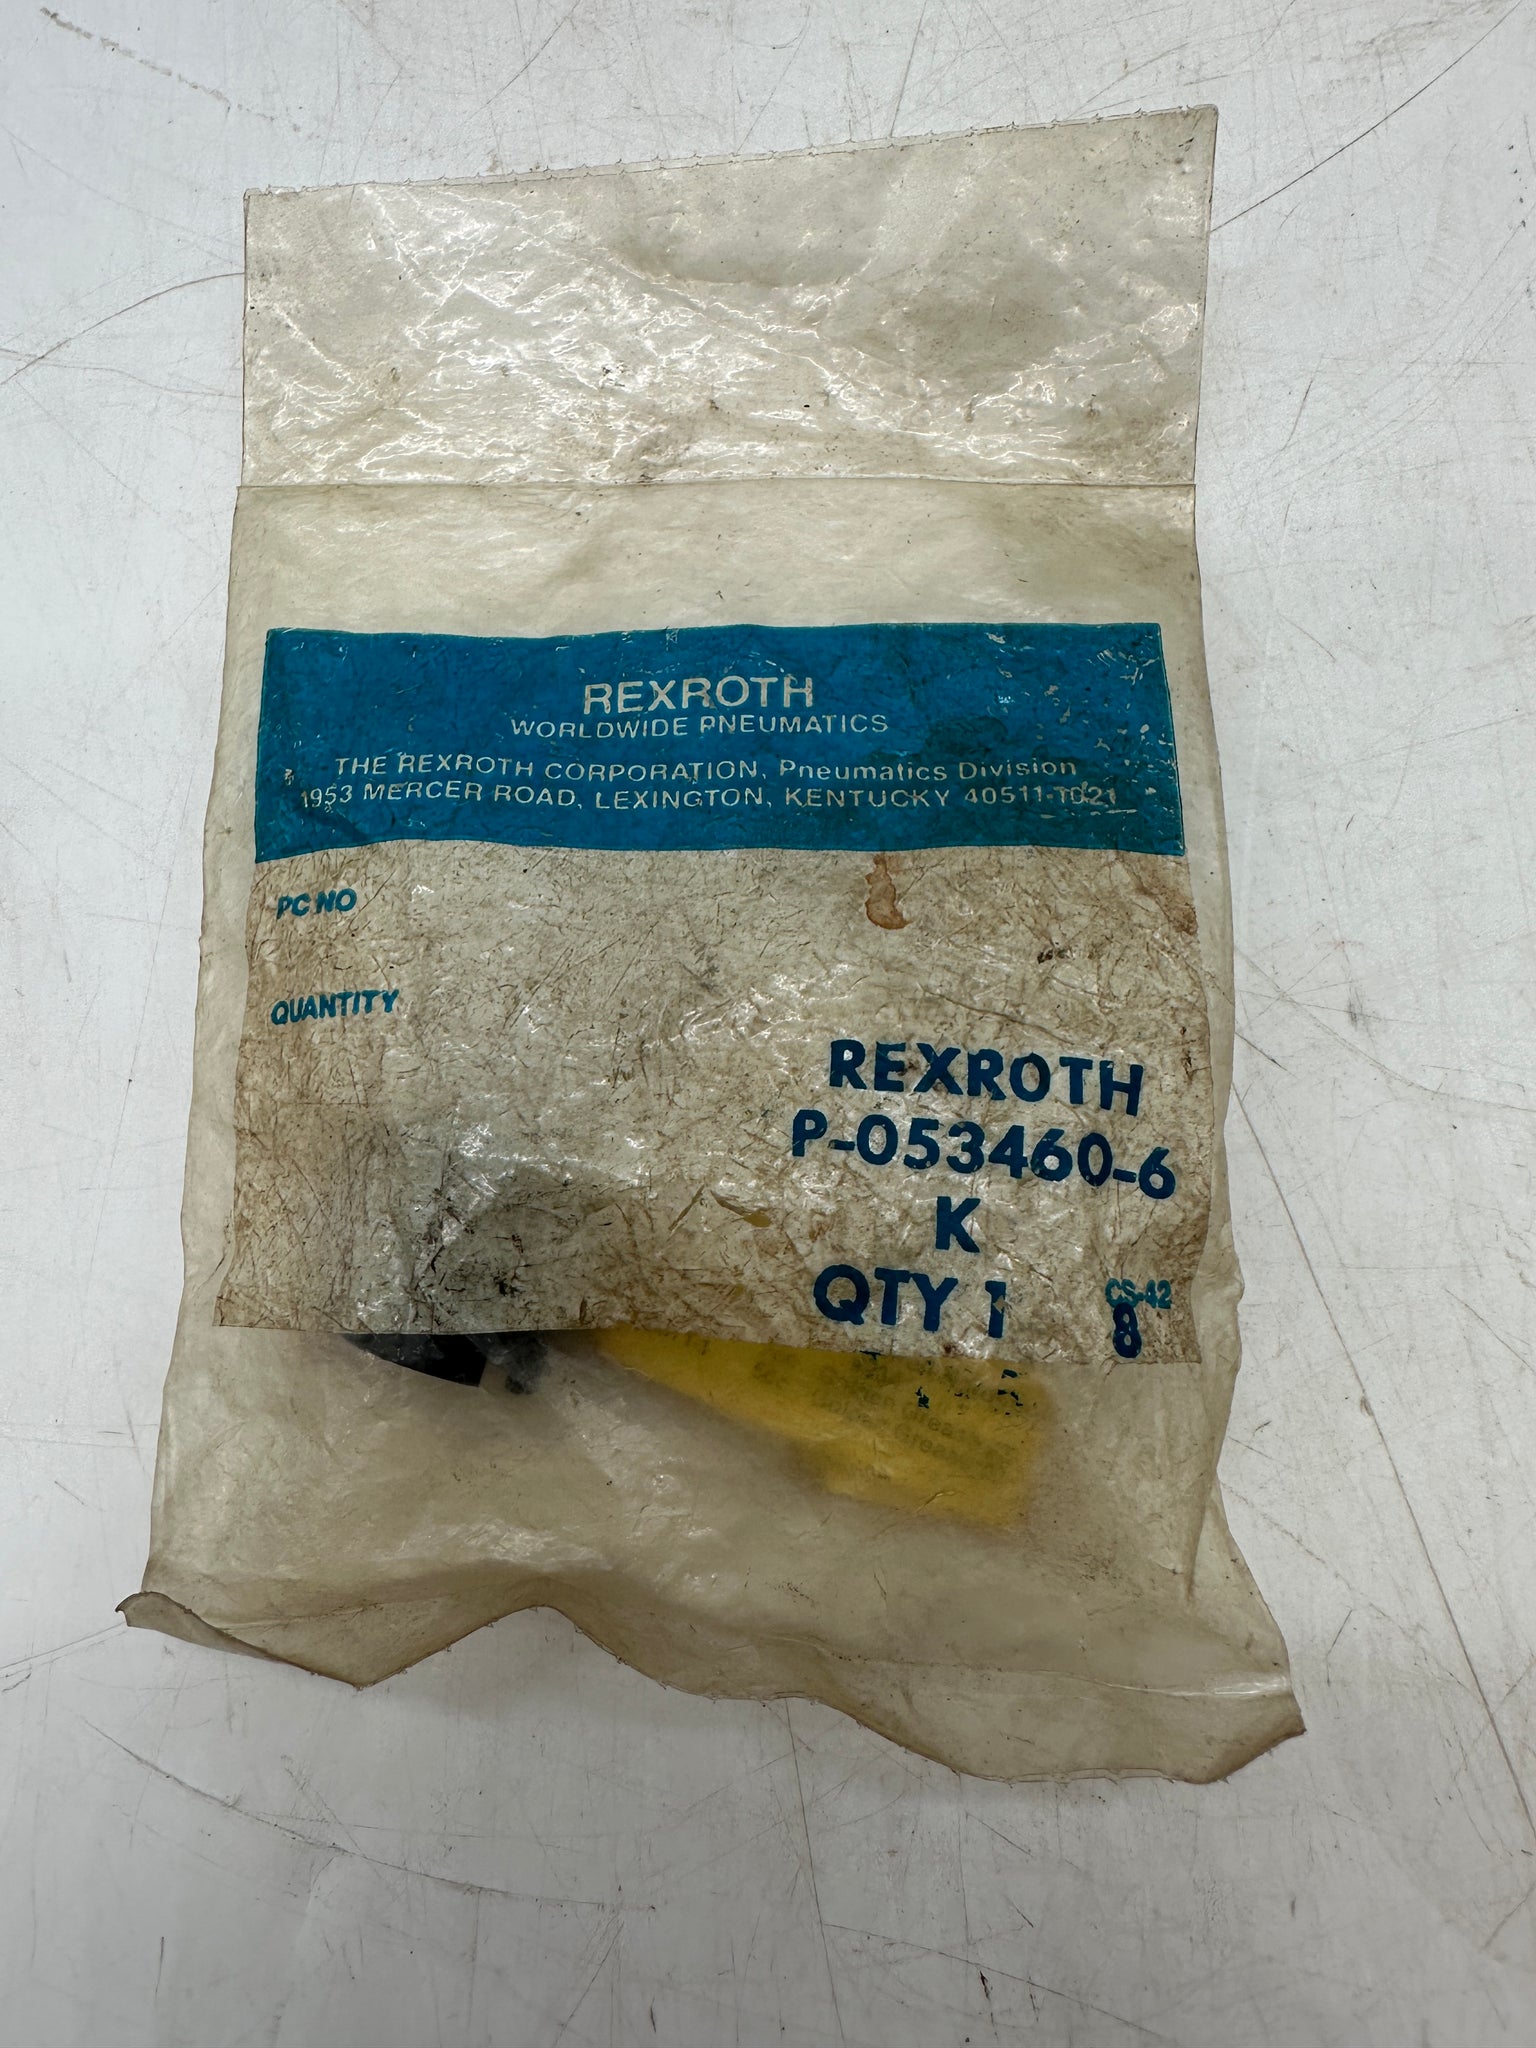 REXROTH
WORLDWIDE PNEUMATICS
THE REXROTH CORPORATION, Pneumatics Division
1953 MERCER ROAD, LEXINGTON, KENTUCKY 40511-1021
PC NO
QUANTITY
REXROTH
P-053460-6
K
QTY 1
CS-42
8